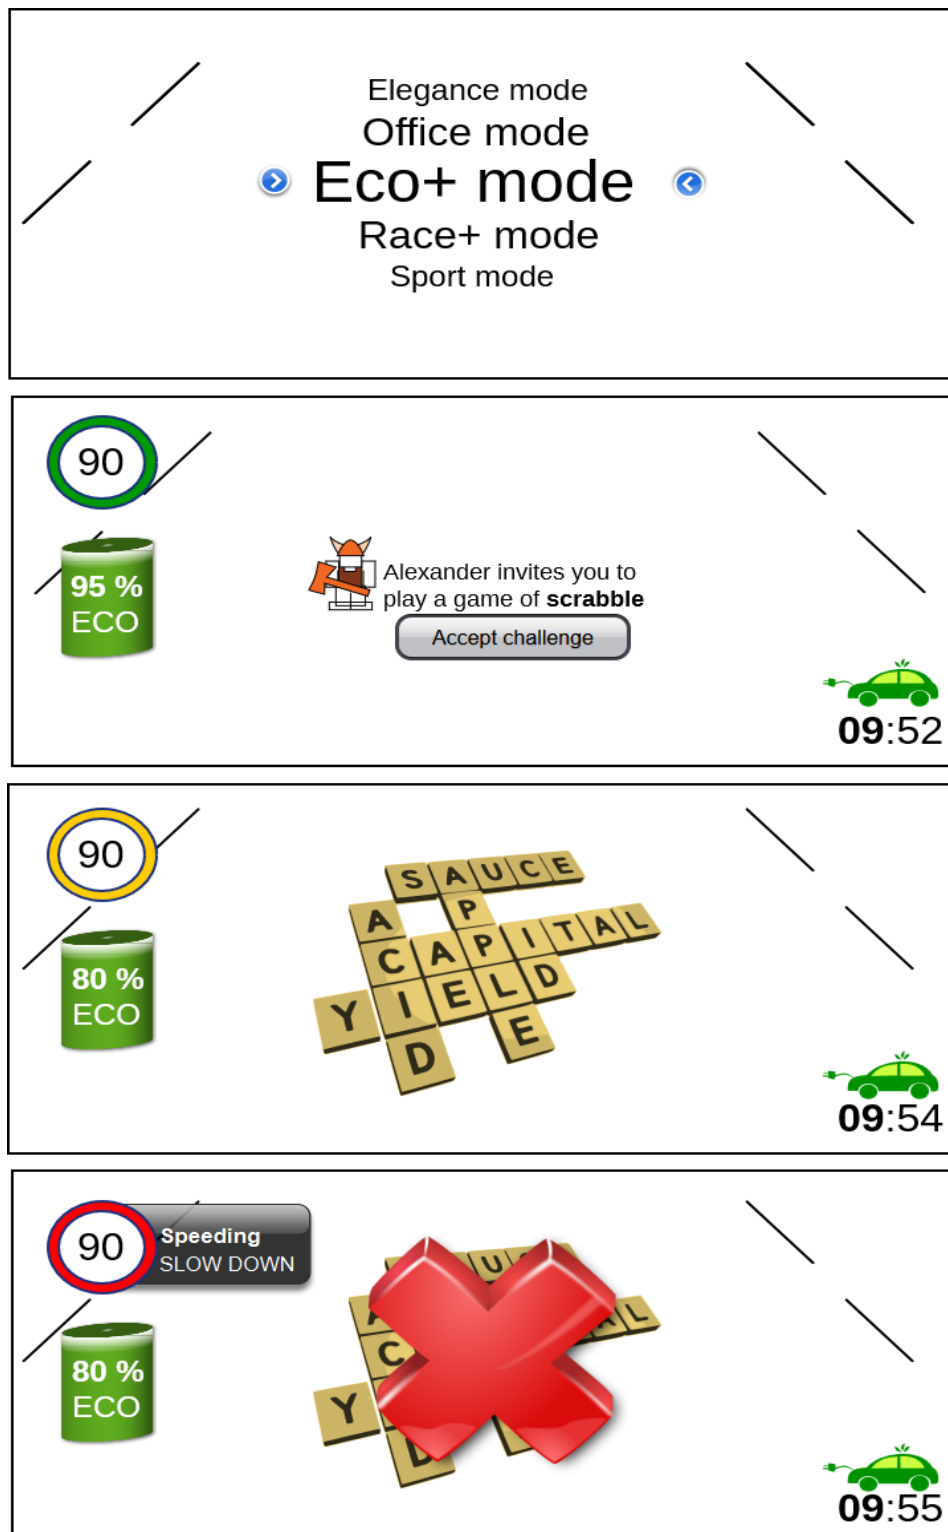 Elegance mode
Office mode
Eco+ mode
Race+ mode
Sport mode
90
95 %
ECO
Alexander invites you to
play a game of scrabble
Accept challenge
09:52
90
80 %
ECO
SAUCE
A P
CAPITAL
YIELD D
D E
09:54
90
Speeding
SLOW DOWN
80 %
ECO
U
L
C
Y
D
09:55